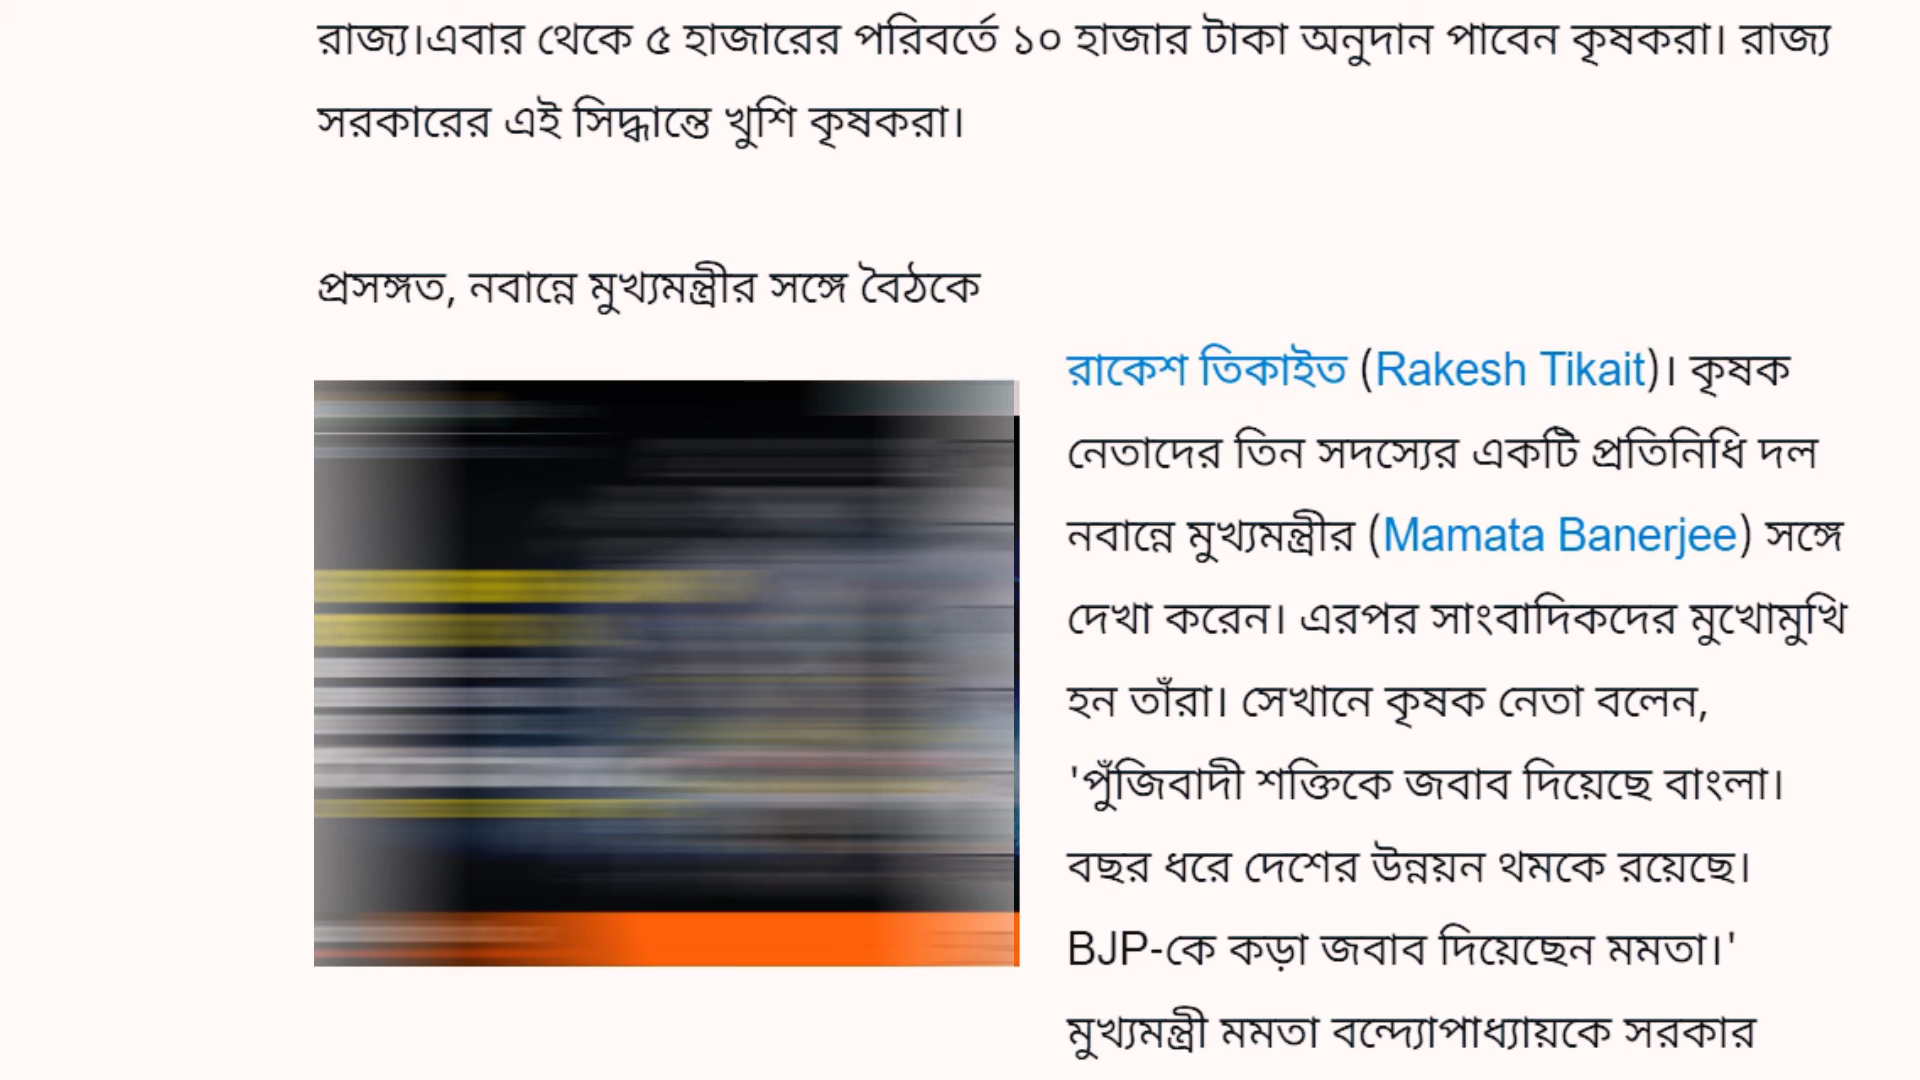 রাজ্য।এবার থেকে ৫ হাজারের পরিবর্তে ১০ হাজার টাকা অনুদান পাবেন কৃষকরা। রাজ্য
সরকারের এই সিদ্ধান্তে খুশি কৃষকরা।
প্রসঙ্গত, নবান্নে মুখ্যমন্ত্রীর সঙ্গে বৈঠকে
রাকেশ তিকাইত (Rakesh Tikait)। কৃষক
নেতাদের তিন সদস্যের একটি প্রতিনিধি দল
নবান্নে মুখ্যমন্ত্রীর (Mamata Banerjee) সঙ্গে
দেখা করেন। এরপর সাংবাদিকদের মুখোমুখি
হন তাঁরা। সেখানে কৃষক নেতা বলেন,
'পুঁজিবাদী শক্তিকে জবাব দিয়েছে বাংলা।
বছর ধরে দেশের উন্নয়ন থমকে রয়েছে।
BJP-কে কড়া জবাব দিয়েছেন মমতা।'
মুখ্যমন্ত্রী মমতা বন্দ্যোপাধ্যায়কে সরকার